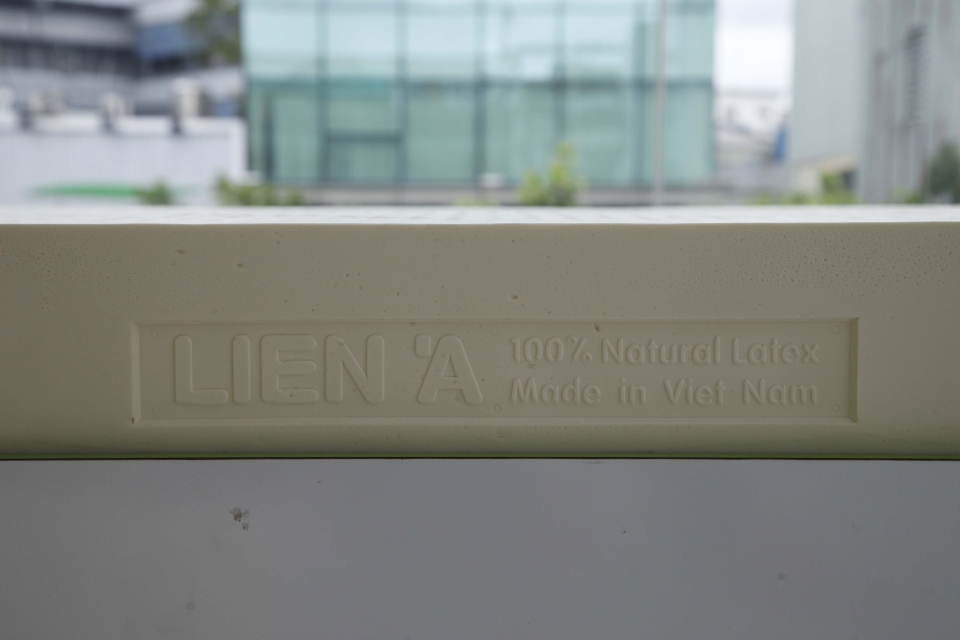 LIEN 'A
100% Natural Latex
Made in Viet Nam